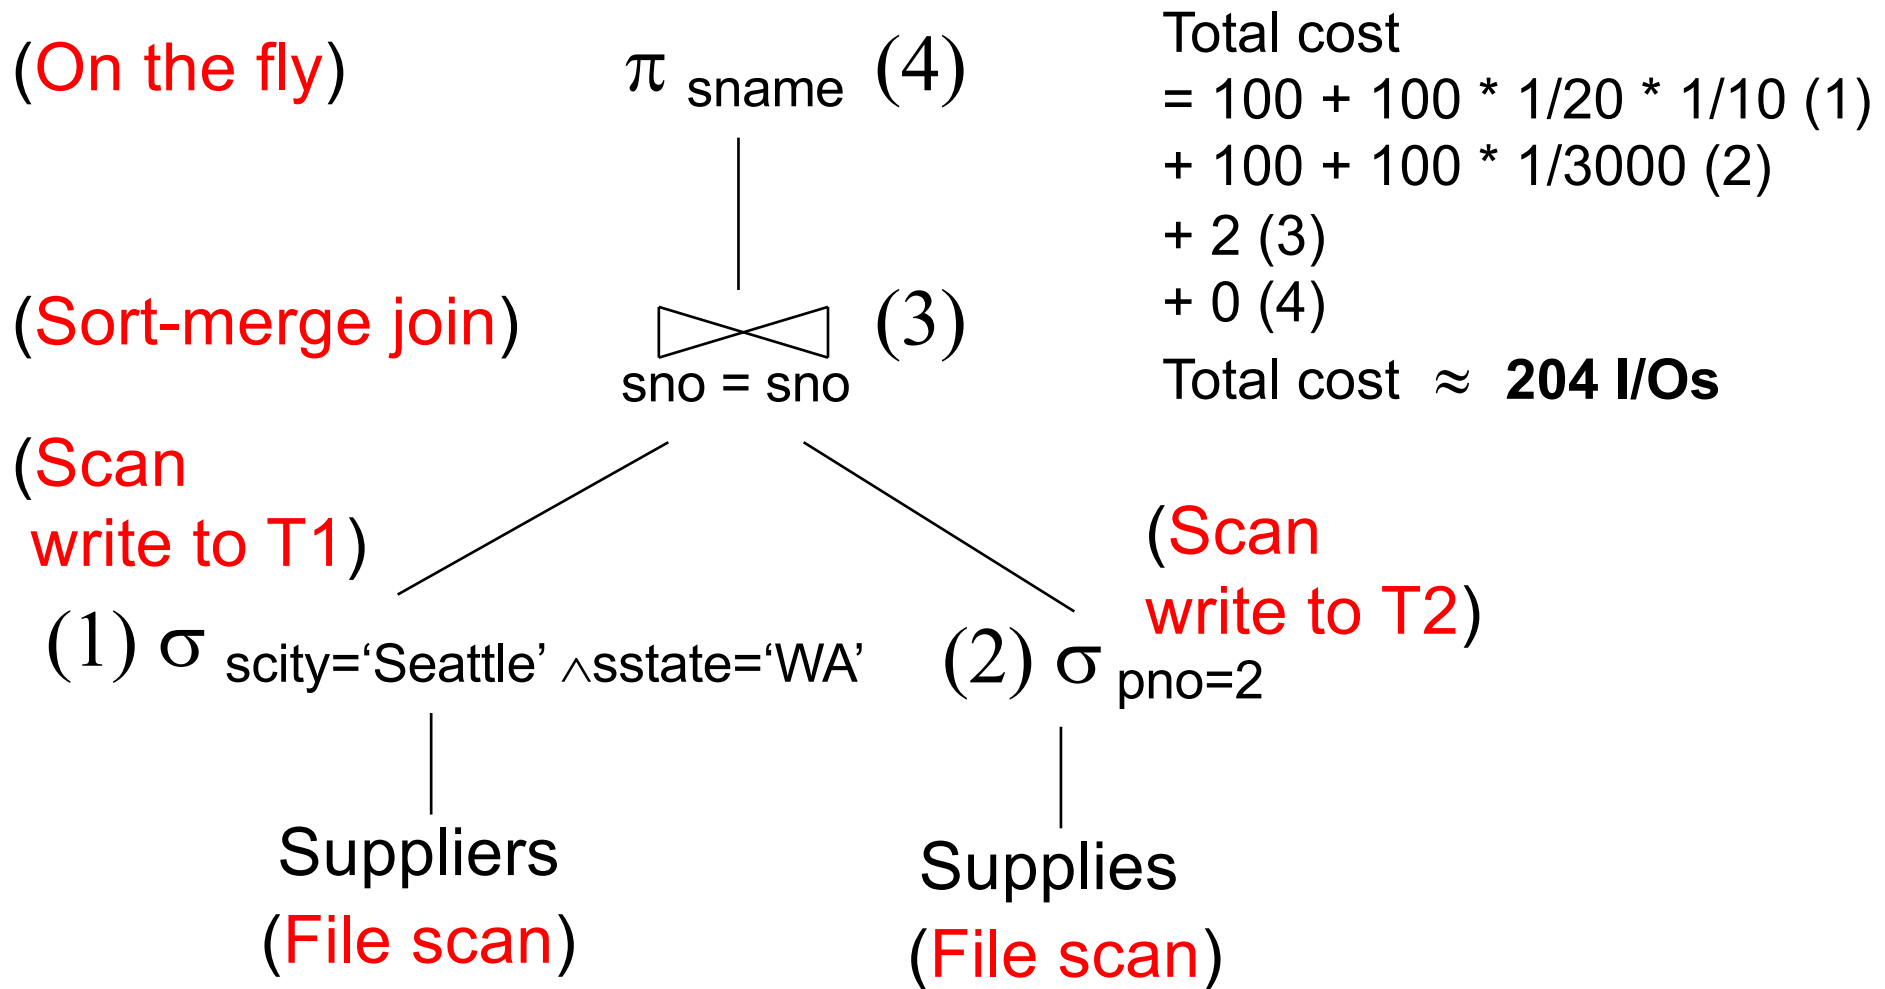 (On the fly)
π sname (4)
Total cost
= 100 + 100 * 1/20 * 1/10 (1)
+ 100 + 100 * 1/3000 (2)
+ 2 (3)
+ 0 (4)
Total cost ≈ 204 I/Os
(Sort-merge join)
(3)
sno = sno
(Scan
write to T1)
(Scan
write to T2)
(1) σ scity=‘Seattle’ ∧sstate=‘WA’
(2) σ pno=2
Suppliers
(File scan)
Supplies
(File scan)